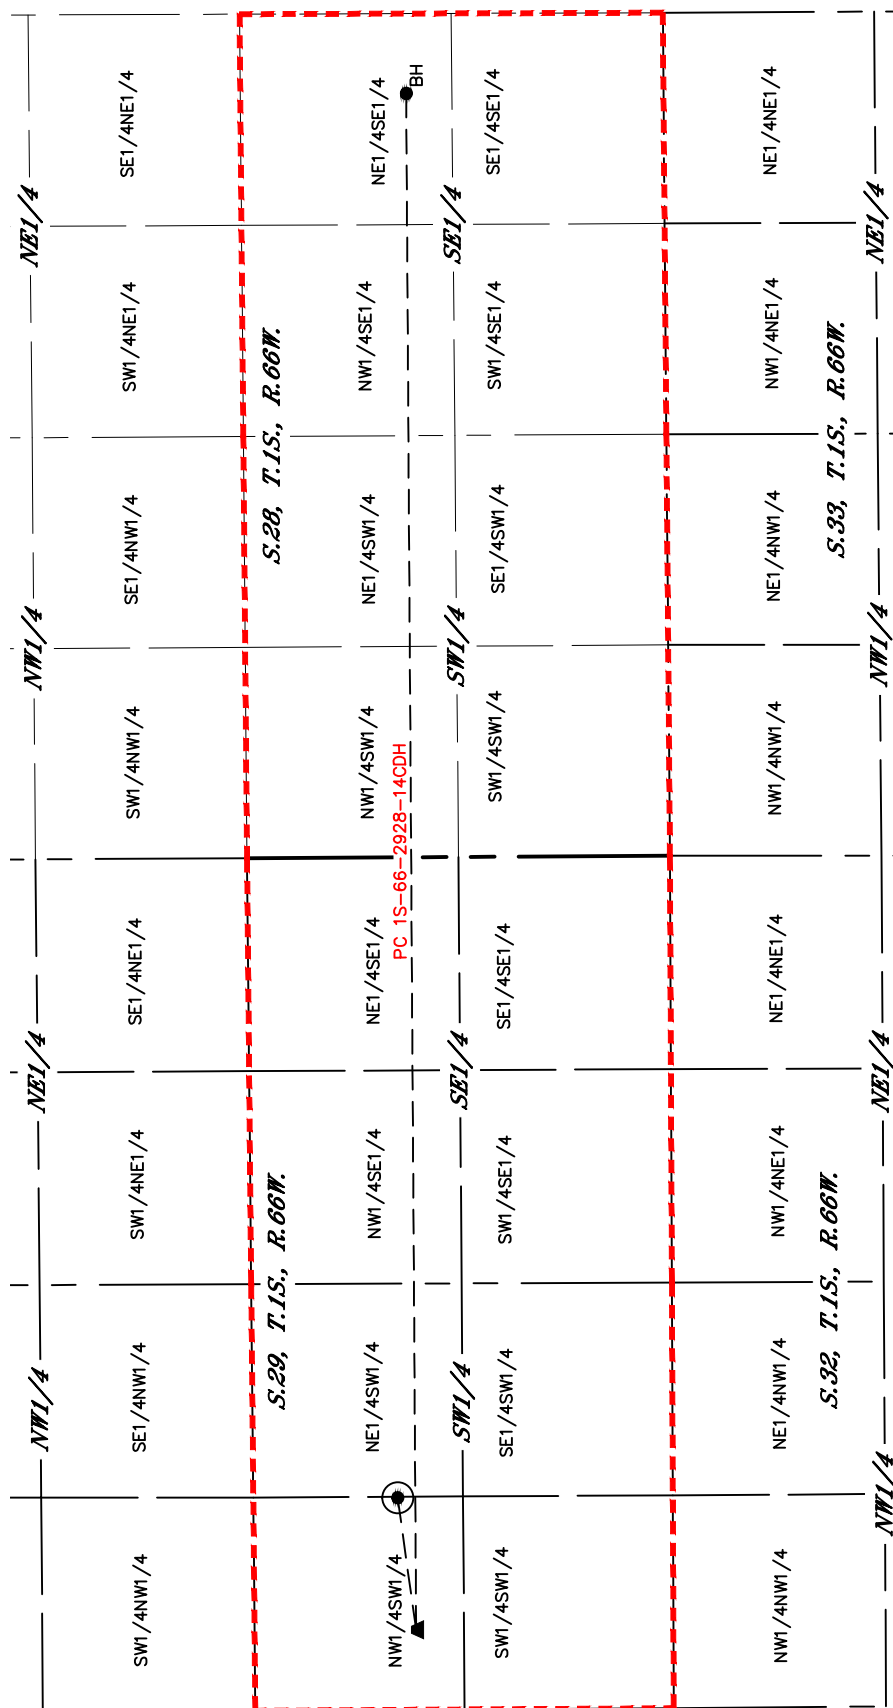 NW1/4
NE1/4
NW1/4
NE1/4
SW1/4NW1/4
SE1/4NW1/4
SW1/4NE1/4
SE1/4NE1/4
SW1/4NW1/4
SE1/4NW1/4
SW1/4NE1/4
SE1/4NE1/4
S.29, T.1S., R.66W.
S.28, T.1S., R.66W.
NW1/4SW1/4
NE1/4SW1/4
NW1/4SE1/4
NE1/4SE1/4
NW1/4SW1/4
NE1/4SW1/4
NW1/4SE1/4
NE1/4SE1/4
PC 1S-66-2928-14CDH
BH
SW1/4
SE1/4
SW1/4
SE1/4
SW1/4SW1/4
SE1/4SW1/4
SW1/4SE1/4
SE1/4SE1/4
SW1/4SW1/4
SE1/4SW1/4
SW1/4SE1/4
SE1/4SE1/4
NW1/4NW1/4
NE1/4NW1/4
NW1/4NE1/4
NE1/4NE1/4
NW1/4NW1/4
NE1/4NW1/4
NW1/4NE1/4
NE1/4NE1/4
S.32, T.1S., R.66W.
S.33, T.1S., R.66W.
NW1/4
NE1/4
NW1/4
NE1/4